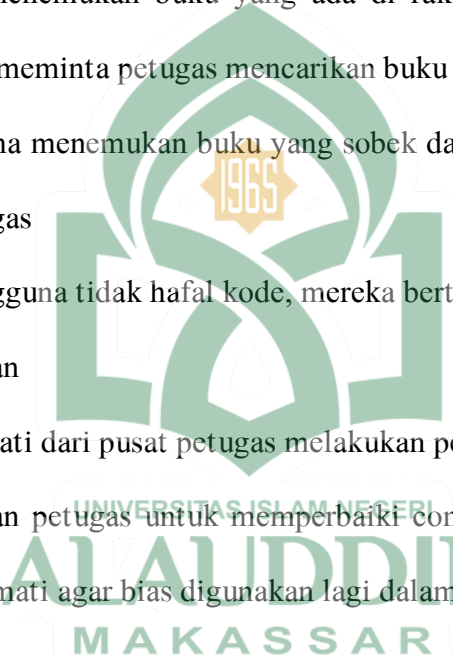 menemukan buku yang ada di rak
meminta petugas mencarikan buku
na menemukan buku yang sobek da
1965
gas
gguna tidak hafal kode, mereka bert
an
ati dari pusat petugas melakukan pe
UNIVERSITAS ISLAM NEGERI
an petugas untuk memperbaiki con
ALAUDDIN
mati agar bias digunakan lagi dalam
MAKASSAR